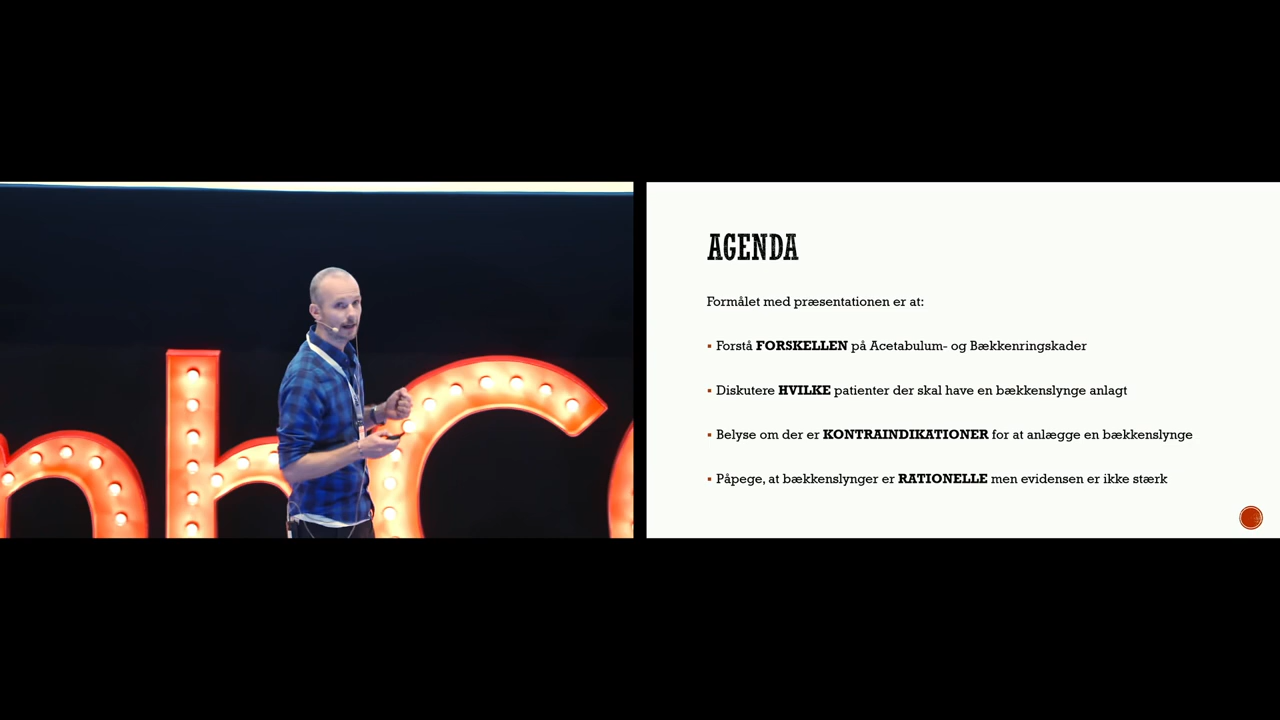 nhC
AGENDA
Formålet med præsentationen er at:
▪ Forstå FORSKELLEN på Acetabulum- og Bækkenringskader
▪ Diskutere HVILKE patienter der skal have en bækkenslynge anlagt
▪ Belyse om der er KONTRAINDIKATIONER for at anlægge en bækkenslynge
▪ Påpege, at bækkenslynger er RATIONELLE men evidensen er ikke stærk